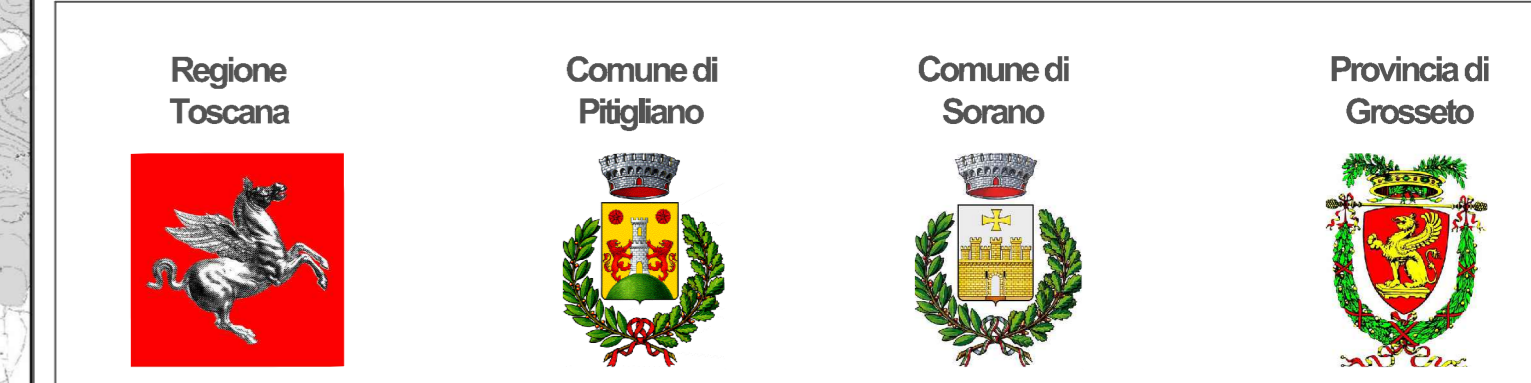 Regione
Toscana
Comune di
Pitigliano
Comune di
Sorano
Provincia di
Grosseto